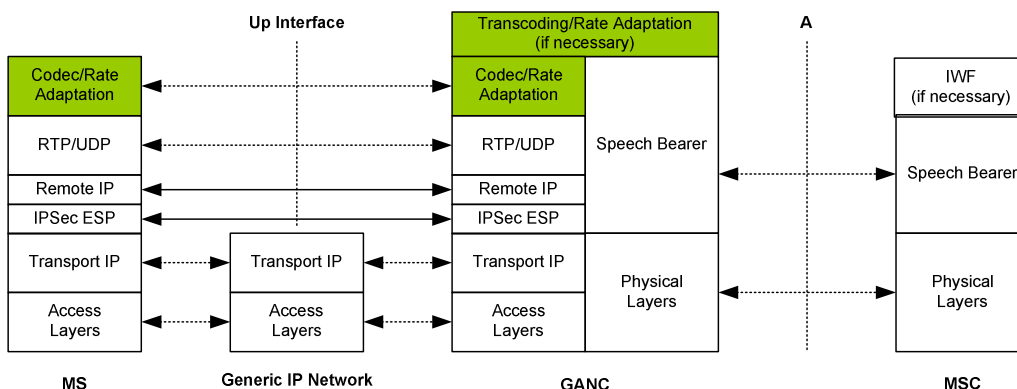 Up Interface
Transcoding/Rate Adaptation
(if necessary)
A
Codec/Rate
Adaptation
Codec/Rate
Adaptation
IWF
(if necessary)
RTP/UDP
RTP/UDP
Speech Bearer
Speech Bearer
Remote IP
Remote IP
IPSec ESP
IPSec ESP
Transport IP
Transport IP
Transport IP
Physical
Layers
Physical
Layers
Access
Layers
Access
Layers
Access
Layers
MS
Generic IP Network
GANC
MSC